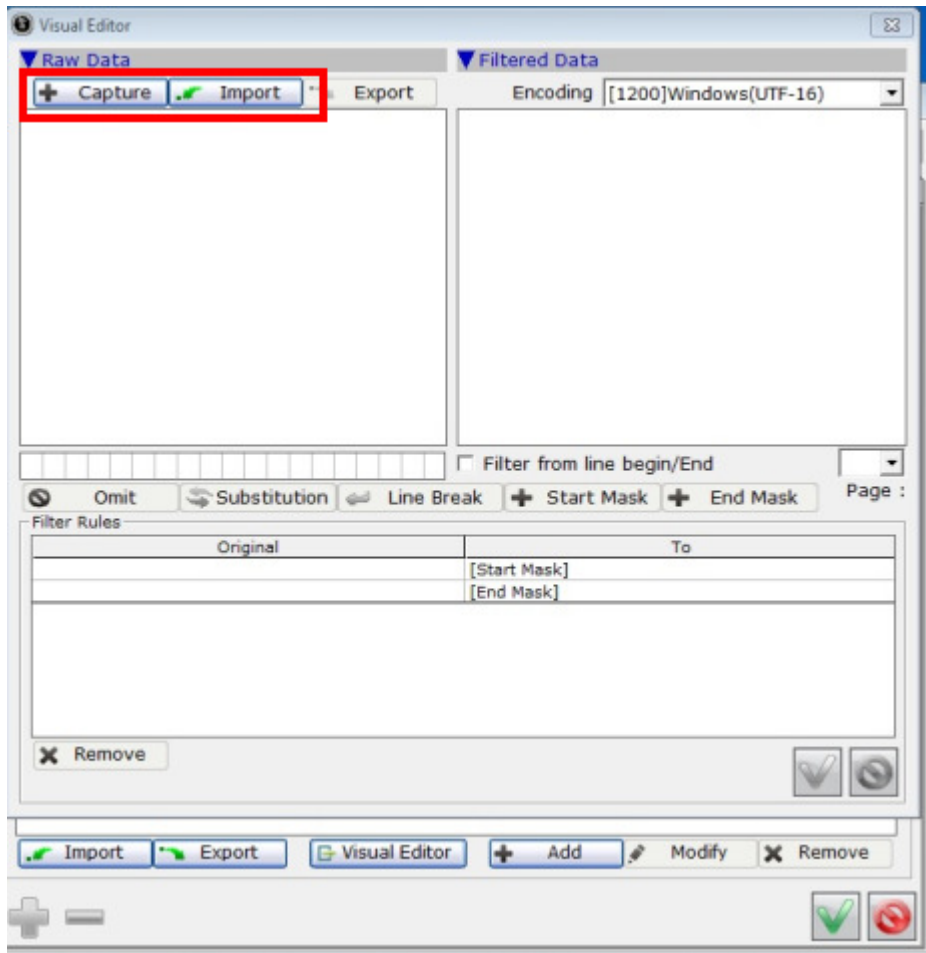 Visual Editor
Raw Data
Filtered Data
Capture Import Export
Encoding [1200]Windows(UTF-16)
Filter from line begin/End
Omit Substitution Line Break Start Mask End Mask Page :
Filter Rules
Original To
[Start Mask]
[End Mask]
Remove
Import Export Visual Editor Add Modify Remove